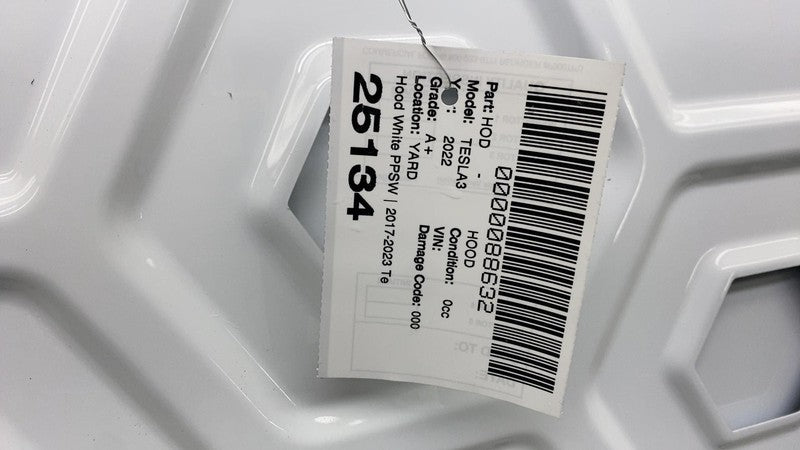 0000088632
Part: HOD - HOOD
Model: TESLA3 Condition: 0cc
Y r: 2022 VIN:
Grade: A+ Damage Code: 000
Location: YARD
Hood White PPSW | 2017-2023 Te
25134